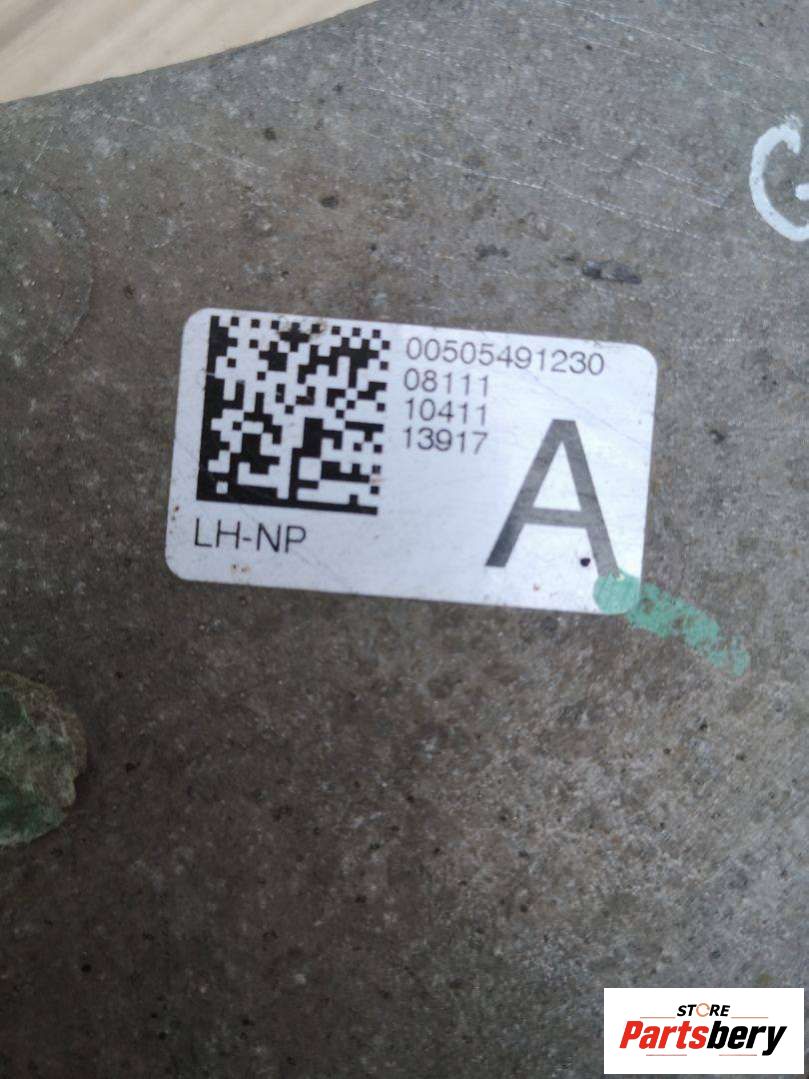 G
00505491230
08111
10411
13917
A
LH-NP
STORE
Partsbery